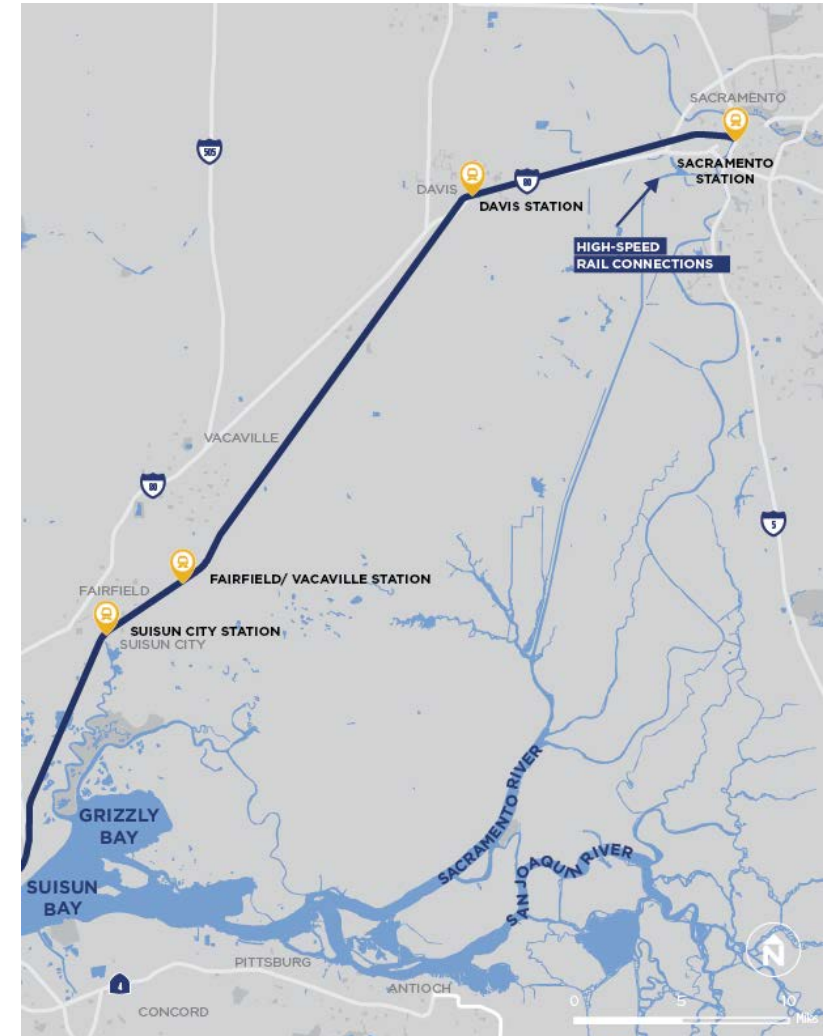 SACRAMENTO
505
SACRAMENTO
STATION
DAVIS
80
DAVIS STATION
HIGH-SPEED
RAIL CONNECTIONS
VACAVILLE
80
5
FAIRFIELD/ VACAVILLE STATION
FAIRFIELD
SUISUN CITY STATION
SUISUN CITY
GRIZZLY
BAY
SACRAMENTO RIVER
SAN JOAQUIN RIVER
SUISUN
BAY
N
PITTSBURG
4
ANTIOCH
0 5 10
Miles
CONCORD